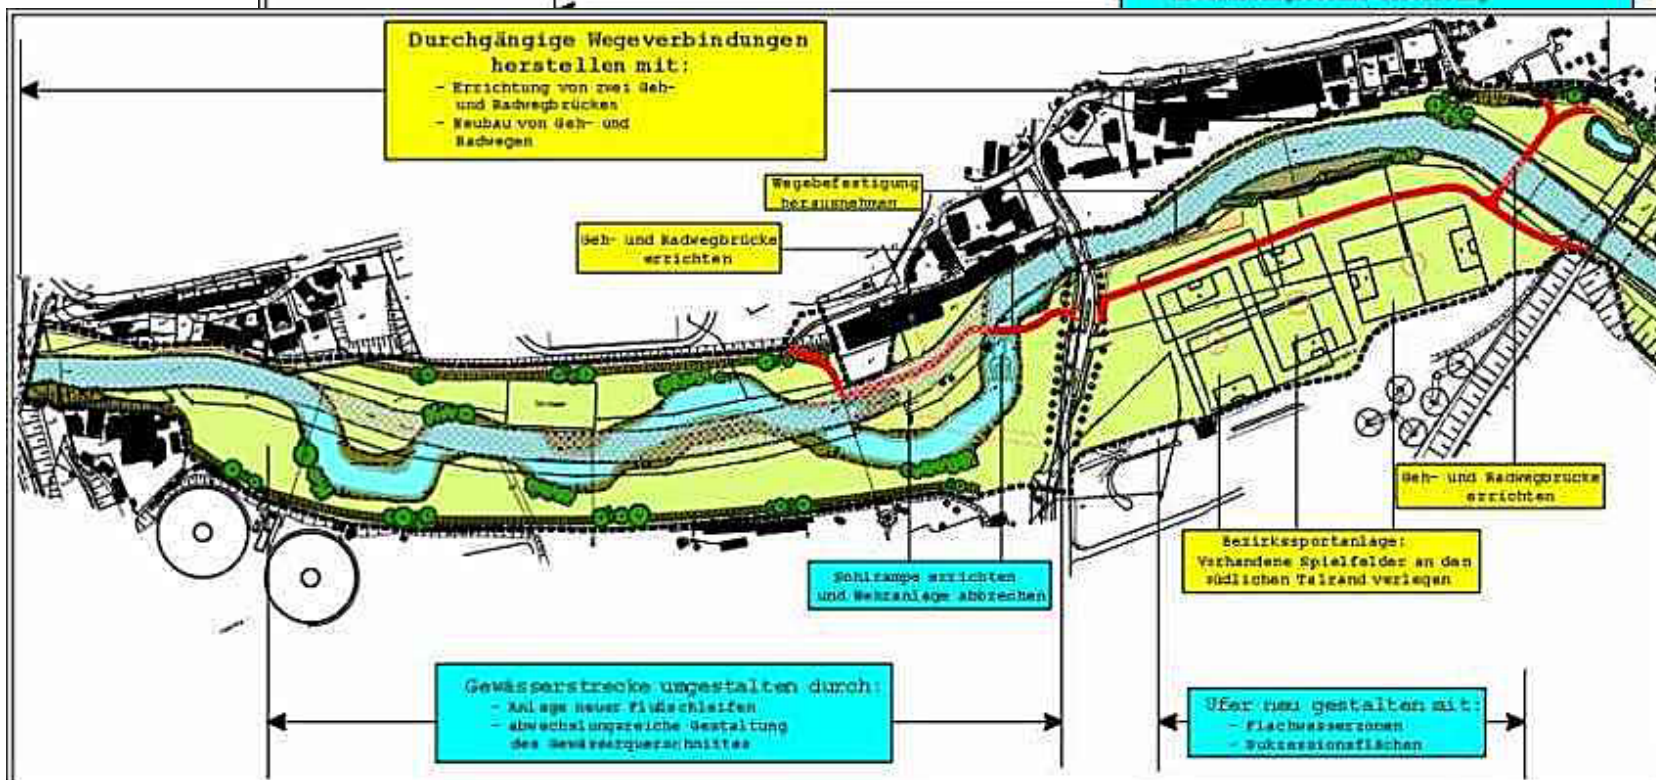 Durchgängige Wegeverbindungen
herstellen mit:
- Errichtung von zwei Geh-
und Radwegbrücken
- Neubau von Geh- und
Radwegen
Wegebefestigung
herausnehmen
Geh- und Radwegbrücke
errichten
Geh- und Radwegbrücke
errichten
Bezirkssportanlage:
Vorhandene Spielfelder an den
südlichen Talrand verlegen
Sohlrampe errichten
und Wehranlage abbrechen
Gewässerstrecke umgestalten durch:
- Anlage neuer Flußschleifen
- abwechslungsreiche Gestaltung
des Gewässerquerschnittes
Ufer neu gestalten mit:
- Flachwasserzonen
- Sukzessionsflächen